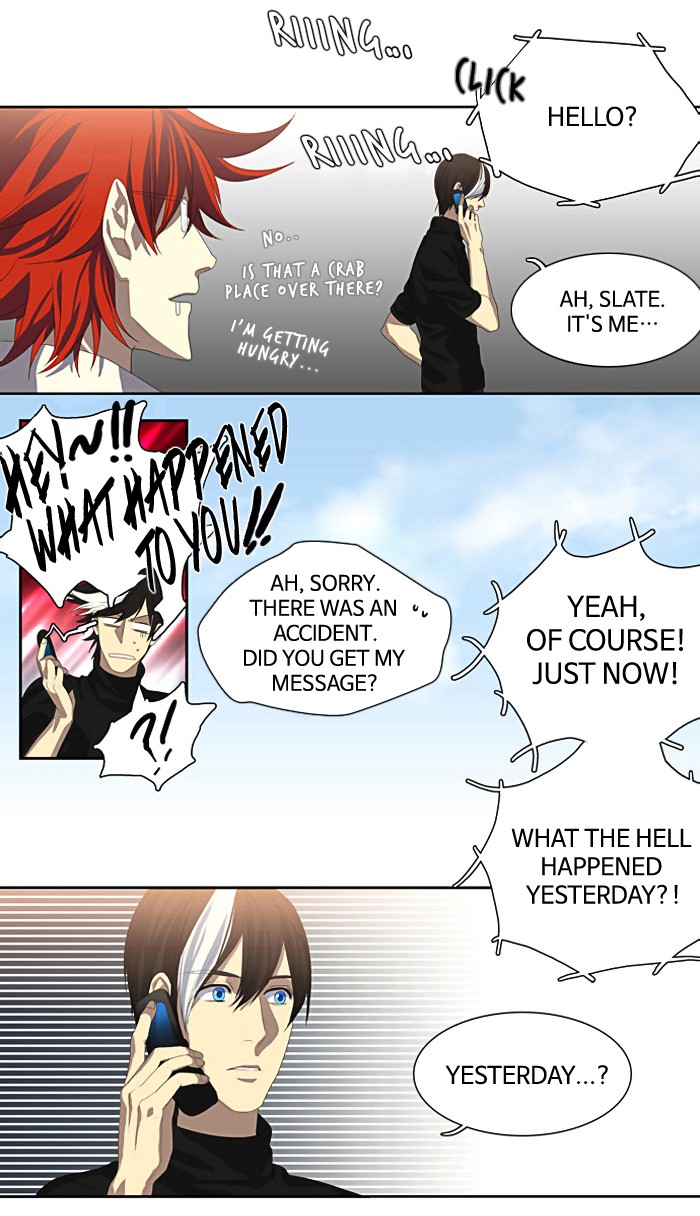 RIIING...
CLICK
HELLO?
RIIING...
NO..
IS THAT A CRAB
PLACE OVER THERE?
I'M GETTING
HUNGRY...
AH, SLATE.
IT'S ME...
HEY!~!!
WHAT HAPPENED
TO YOU!!
AH, SORRY.
THERE WAS AN
ACCIDENT.
DID YOU GET MY
MESSAGE?
YEAH,
OF COURSE!
JUST NOW!
?!
WHAT THE HELL
HAPPENED
YESTERDAY?!
YESTERDAY...?